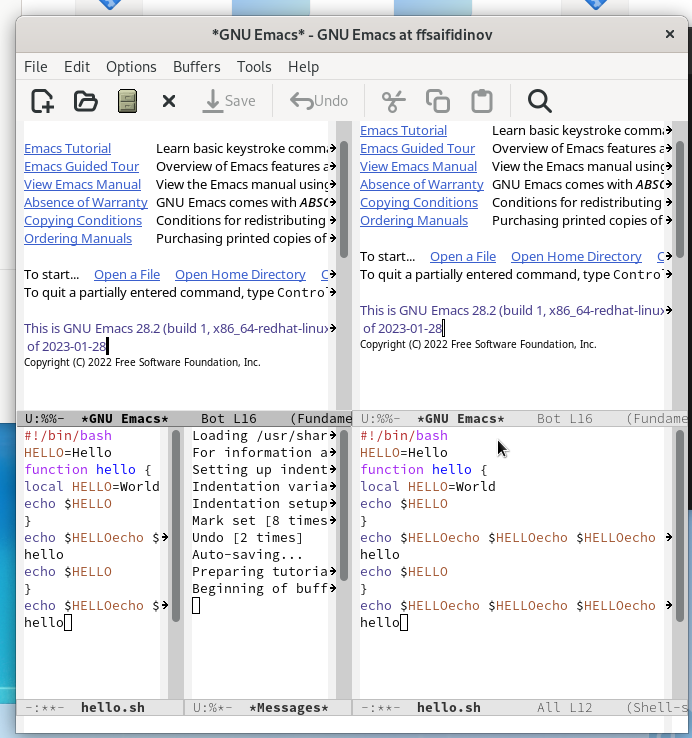 *GNU Emacs* - GNU Emacs at ffsaifidinov
File Edit Options Buffers Tools Help
Save Undo
Emacs Tutorial Learn basic keystroke comm
Emacs Guided Tour Overview of Emacs features a
View Emacs Manual View the Emacs manual using
Absence of Warranty GNU Emacs comes with ABSO
Copying Conditions Conditions for redistributing
Ordering Manuals Purchasing printed copies of
To start... Open a File Open Home Directory C
To quit a partially entered command, type Contro
This is GNU Emacs 28.2 (build 1, x86_64-redhat-linux
of 2023-01-28
Copyright (C) 2022 Free Software Foundation, Inc.
U:%%- *GNU Emacs* Bot L16 (Fundame
Emacs Tutorial Learn basic keystroke comma
Emacs Guided Tour Overview of Emacs features a
View Emacs Manual View the Emacs manual using
Absence of Warranty GNU Emacs comes with ABSO
Copying Conditions Conditions for redistributing
Ordering Manuals Purchasing printed copies of
To start... Open a File Open Home Directory C
To quit a partially entered command, type Contro
This is GNU Emacs 28.2 (build 1, x86_64-redhat-linux
of 2023-01-28
Copyright (C) 2022 Free Software Foundation, Inc.
U:%%- *GNU Emacs* Bot L16 (Fundame
#!/bin/bash
HELLO=Hello
function hello {
local HELLO=World
echo $HELLO
}
echo $HELLOecho $
hello
echo $HELLO
}
echo $HELLOecho $
hello
-:**- hello.sh
Loading /usr/shar
For information a
Setting up indent
Indentation varia
Indentation setup
Mark set [8 times
Undo [2 times]
Auto-saving...
Preparing tutoria
Beginning of buff
U:%*- *Messages*
#!/bin/bash
HELLO=Hello
function hello {
local HELLO=World
echo $HELLO
}
echo $HELLOecho $HELLOecho $HELLOecho
hello
echo $HELLO
}
echo $HELLOecho $HELLOecho $HELLOecho
hello
-:**- hello.sh All L12 (Shell-s